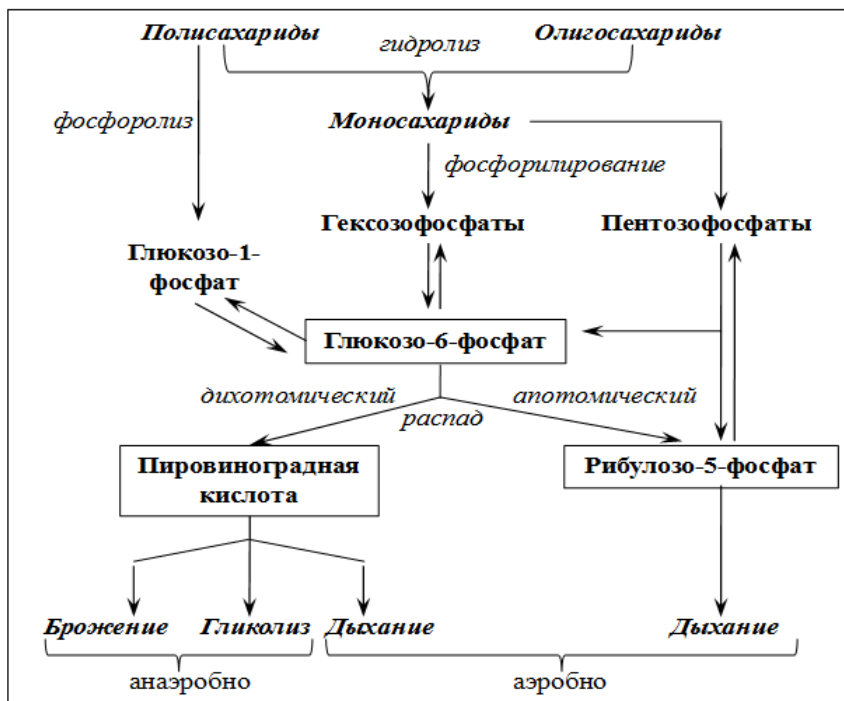 Полисахариды
гидролиз
Олигосахариды
фосфоролиз
Моносахариды
фосфорилирование
Гексозофосфаты
Пентозофосфаты
Глюкозо-1-
фосфат
Глюкозо-6-фосфат
дихотомический
апотомический
распад
Пировиноградная
кислота
Рибулозо-5-фосфат
Брожение
Гликолиз
Дыхание
Дыхание
анаэробно
аэробно